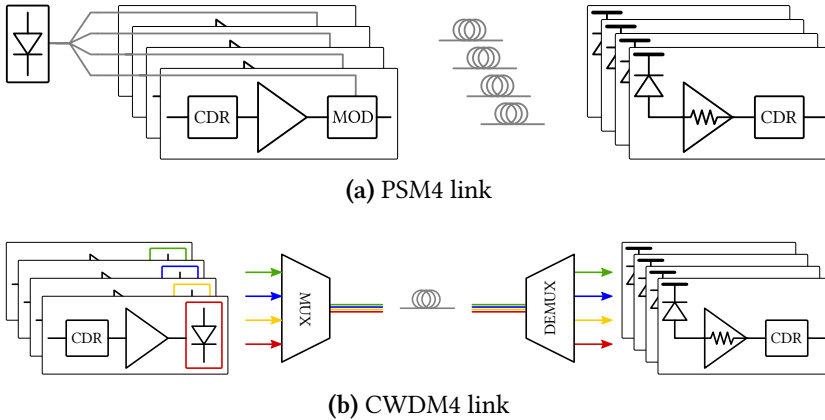 CDR
MOD
CDR
(a) PSM4 link
MUX
DEMUX
CDR
CDR
(b) CWDM4 link